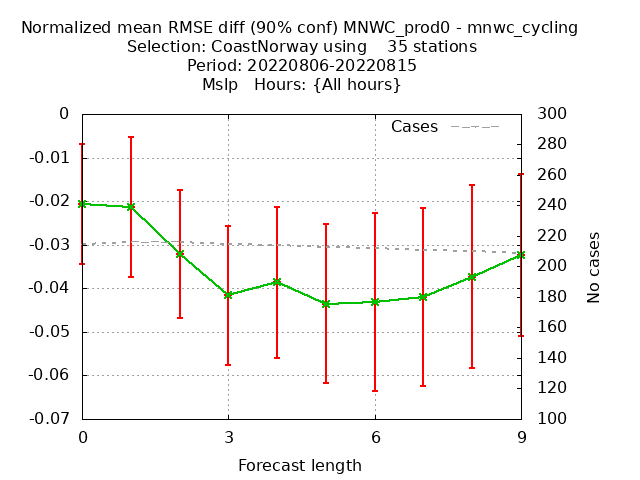 Normalized mean RMSE diff (90% conf) MNWC_prod0 - mnwc_cycling
Selection: CoastNorway using    35 stations
Period: 20220806-20220815
Mslp   Hours: {All hours}
0
-0.01
-0.02
-0.03
-0.04
-0.05
-0.06
-0.07
Cases
300
280
260
240
220
200
180
160
140
120
100
No cases
0 3 6 9
Forecast length